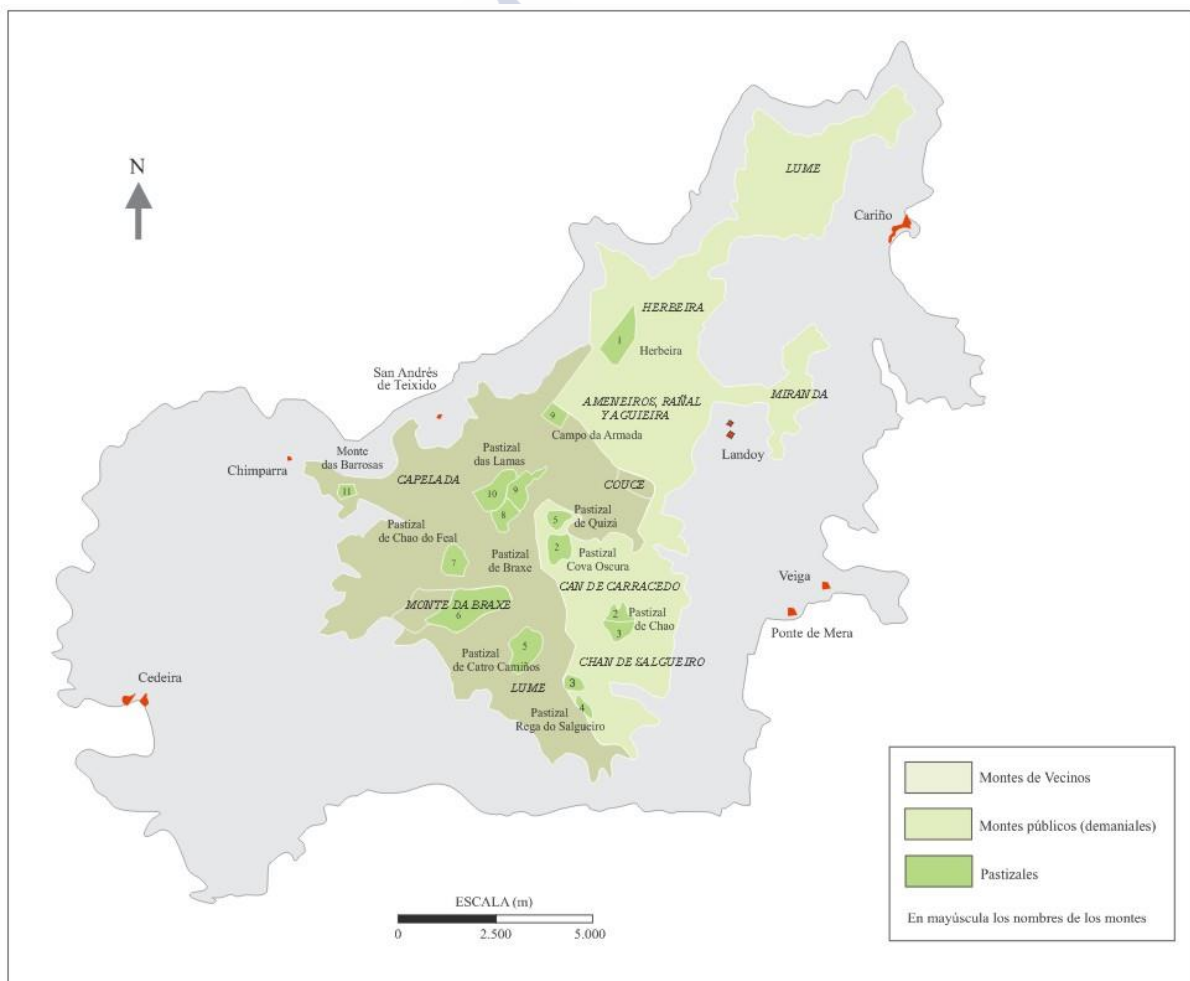 LUME
N
Cariño
HERBEIRA
1
Herbeira
San Andrés
de Teixido
AMENEIROS, RAÑAL
Y AGUIEIRA
MIRANDA
9
Campo da Armada
Landoy
Pastizal
das Lamas
Monte
das Barrosas
Chimparra
CAPELADA
COUCE
11
10
9
8
5
Pastizal
de Quizá
Pastizal
de Chao do Feal
2
Pastizal
de Braxe
Pastizal
Cova Oscura
7
CAN DE CARRACEDO
Veiga
MONTE DA BRAXE
6
2
Pastizal
de Chao
3
Ponte de Mera
5
Pastizal
de Catro Camiños
CHAN DE SALGUEIRO
Cedeira
LUME
3
4
Pastizal
Rega do Salgueiro
Montes de Vecinos
Montes públicos (demaniales)
Pastizales
En mayúscula los nombres de los montes
ESCALA (m)
0
2.500
5.000